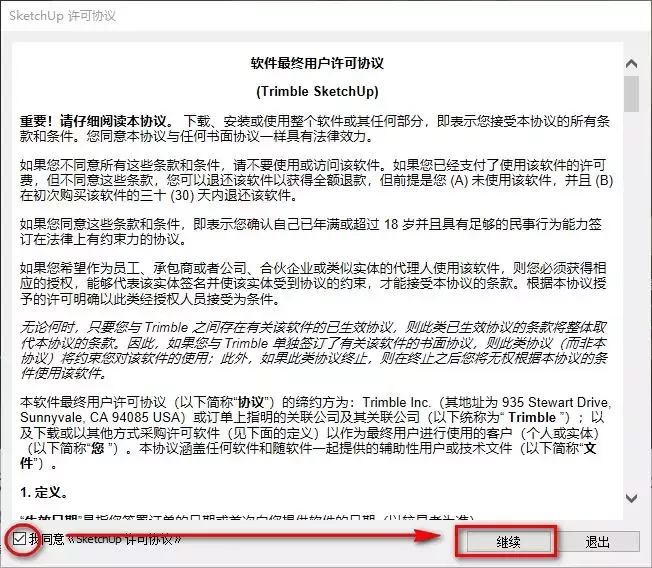 SketchUp 许可协议
软件最终用户许可协议
(Trimble SketchUp)
重要！请仔细阅读本协议。 下载、安装或使用整个软件或其任何部分，即表示您接受本协议的所有条
款和条件。您同意本协议与任何书面协议一样具有法律效力。
如果您不同意所有这些条款和条件，请不要使用或访问该软件。如果您已经支付了使用该软件的许可
费，但不同意这些条款，您可以退还该软件以获得全额退款，但前提是您 (A) 未使用该软件，并且 (B)
在初次购买该软件的三十 (30) 天内退还该软件。
如果您同意这些条款和条件，即表示您确认自己已年满或超过 18 岁并且具有足够的民事行为能力签
订在法律上有约束力的协议。
如果您希望作为员工、承包商或者公司、合伙企业或类似实体的代理人使用该软件，则您必须获得相
应的授权，能够代表该实体签名并使该实体受到协议的约束，才能接受本协议的条款。根据本协议授
予的许可明确以此类经授权人员接受为条件。
无论何时，只要您与 Trimble 之间存在有关该软件的已生效协议，则此类已生效协议的条款将整体取
代本协议的条款。因此，如果您与 Trimble 单独签订了有关该软件的书面协议，则此类协议（而非本
协议）将约束您对该软件的使用；此外，如果此类协议终止，则在终止之后您将无权根据本协议的条
件使用该软件。
本软件最终用户许可协议（以下简称“协议”）的缔约方为：Trimble Inc.（其地址为 935 Stewart Drive,
Sunnyvale, CA 94085 USA）或订单上指明的关联公司及其关联公司（以下统称为“ Trimble ”）；以
及下载或以其他方式采购许可软件（见下面的定义）以作为最终用户进行使用的客户（个人或实体）
（以下简称“您 ”）。本协议涵盖任何软件和随软件一起提供的辅助性用户或技术文件（以下简称“文
件”）。
1. 定义。
“生效日期”是指您签署订单的日期或首次向您提供软件的日期（以较早者为准）
我同意《SketchUp 许可协议》
继续
退出